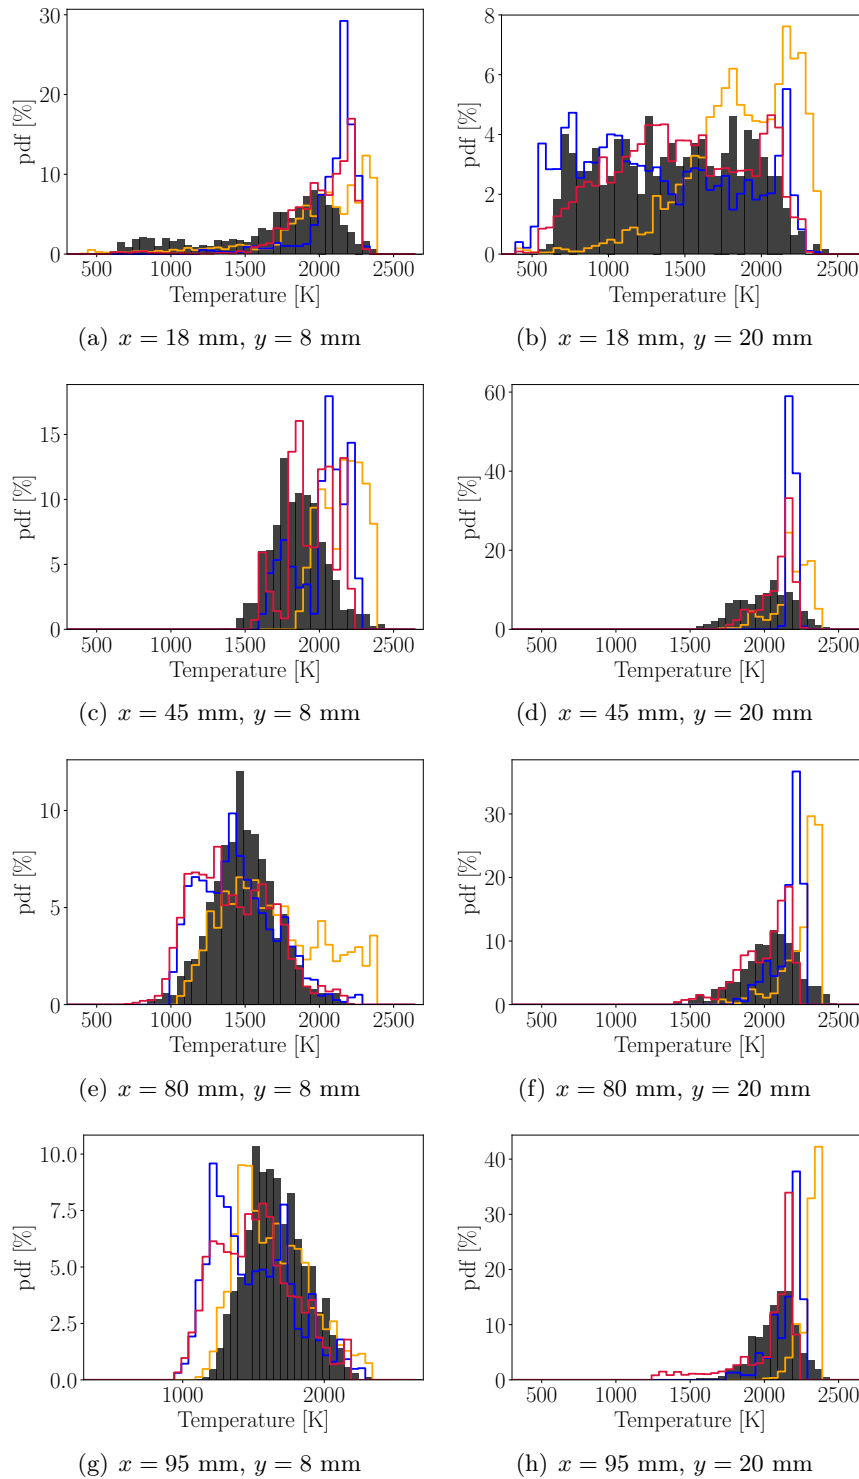 30
20
10
0
pdf [%]
500 1000 1500 2000 2500
Temperature [K]
(a) x = 18 mm, y = 8 mm
8
6
4
2
0
pdf [%]
500 1000 1500 2000 2500
Temperature [K]
(b) x = 18 mm, y = 20 mm
15
10
5
0
pdf [%]
500 1000 1500 2000 2500
Temperature [K]
(c) x = 45 mm, y = 8 mm
60
40
20
0
pdf [%]
500 1000 1500 2000 2500
Temperature [K]
(d) x = 45 mm, y = 20 mm
10
5
0
pdf [%]
500 1000 1500 2000 2500
Temperature [K]
(e) x = 80 mm, y = 8 mm
30
20
10
0
pdf [%]
500 1000 1500 2000 2500
Temperature [K]
(f) x = 80 mm, y = 20 mm
10.0
7.5
5.0
2.5
0.0
pdf [%]
1000 2000
Temperature [K]
(g) x = 95 mm, y = 8 mm
40
30
20
10
0
pdf [%]
500 1000 1500 2000 2500
Temperature [K]
(h) x = 95 mm, y = 20 mm